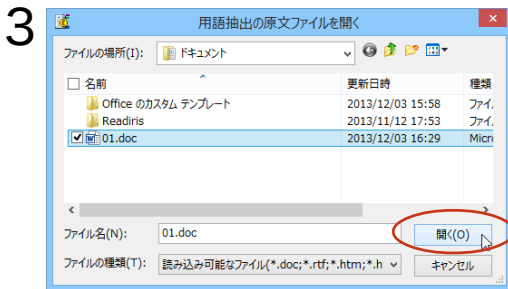 3
用語抽出の原文ファイルを開く
ファイルの場所(I): ドキュメント
名前 更新日時 種類
Office のカスタム テンプレート 2013/12/03 15:58 ファイ
Readiris 2013/11/12 17:53 ファイ
01.doc 2013/12/03 16:29 Micro
ファイル名(N): 01.doc 開く(O)
ファイルの種類(T): 読み込み可能なファイル(*.doc;*.rtf;*.htm;*.h キャンセル